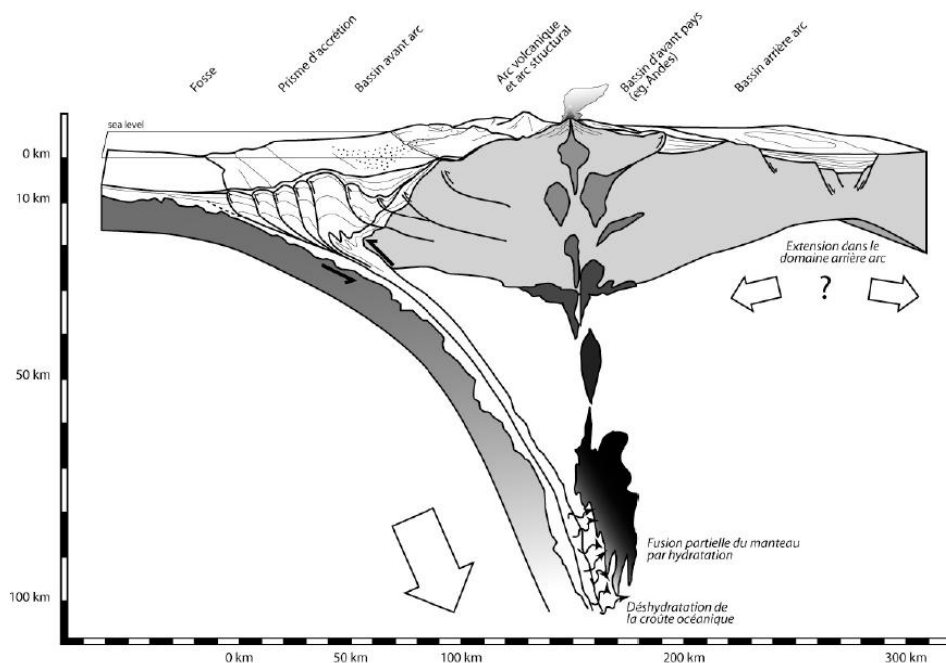 Fosse
Prisme d'accrétion
Bassin avant arc
Arc volcanique
et arc structural
Bassin d'avant pays
(eg. Andes)
Bassin arrière arc
sea level
0 km
10 km
Extension dans le
domaine arrière arc
?
50 km
Fusion partielle du manteau
par hydratation
100 km
Déshydratation de
la croûte océanique
0 km
50 km
100 km
200 km
300 km